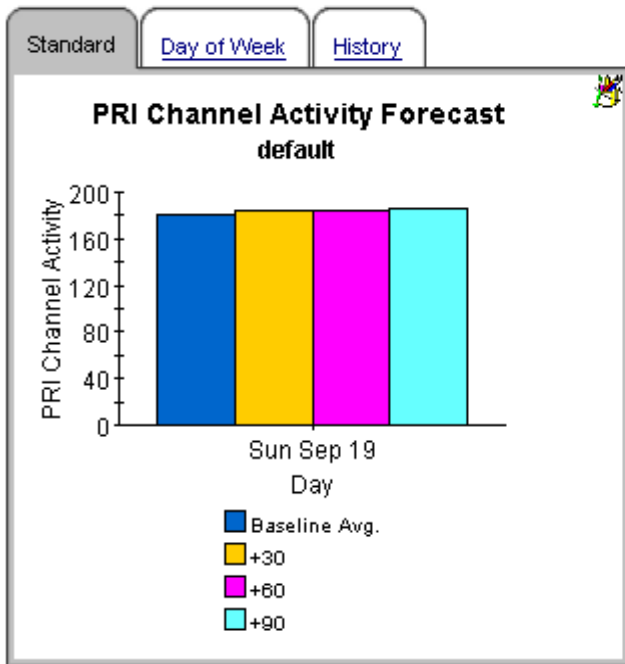 Standard
Day of Week
History
PRI Channel Activity Forecast
default
PRI Channel Activity
200
160
120
80
40
0
Sun Sep 19
Day
Baseline Avg.
+30
+60
+90